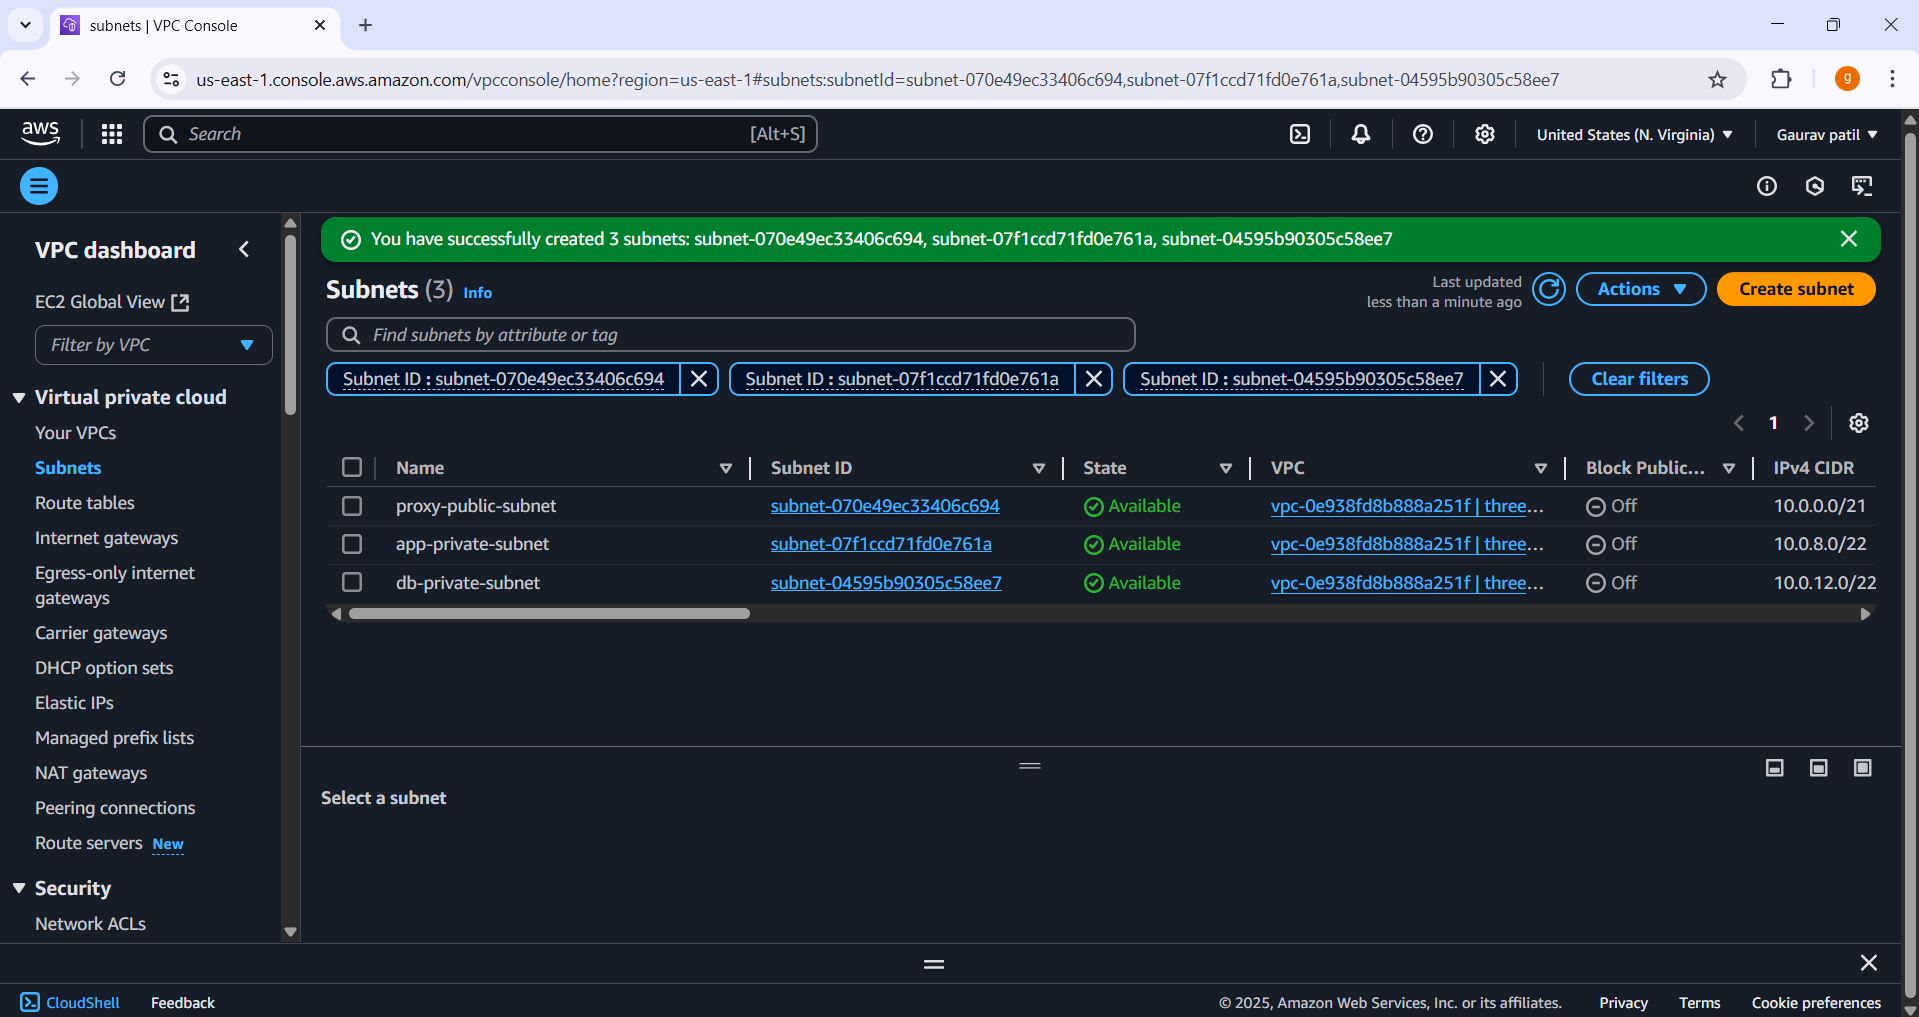 subnets | VPC Console
us-east-1.console.aws.amazon.com/vpcconsole/home?region=us-east-1#subnets:subnetId=subnet-070e49ec33406c694,subnet-07f1ccd71fd0e761a,subnet-04595b90305c58ee7
g
aws
Search [Alt+S]
United States (N. Virginia)
Gaurav patil
VPC dashboard
EC2 Global View
Filter by VPC
Virtual private cloud
Your VPCs
Subnets
Route tables
Internet gateways
Egress-only internet
gateways
Carrier gateways
DHCP option sets
Elastic IPs
Managed prefix lists
NAT gateways
Peering connections
Route servers New
Security
Network ACLs
You have successfully created 3 subnets: subnet-070e49ec33406c694, subnet-07f1ccd71fd0e761a, subnet-04595b90305c58ee7
Subnets (3) Info
Last updated
less than a minute ago
Actions
Create subnet
Find subnets by attribute or tag
Subnet ID : subnet-070e49ec33406c694
Subnet ID : subnet-07f1ccd71fd0e761a
Subnet ID : subnet-04595b90305c58ee7
Clear filters
1
Name Subnet ID State VPC Block Public... IPv4 CIDR
proxy-public-subnet subnet-070e49ec33406c694 Available vpc-0e938fd8b888a251f | three... Off 10.0.0.0/21
app-private-subnet subnet-07f1ccd71fd0e761a Available vpc-0e938fd8b888a251f | three... Off 10.0.8.0/22
db-private-subnet subnet-04595b90305c58ee7 Available vpc-0e938fd8b888a251f | three... Off 10.0.12.0/22
Select a subnet
CloudShell
Feedback
© 2025, Amazon Web Services, Inc. or its affiliates.
Privacy
Terms
Cookie preferences